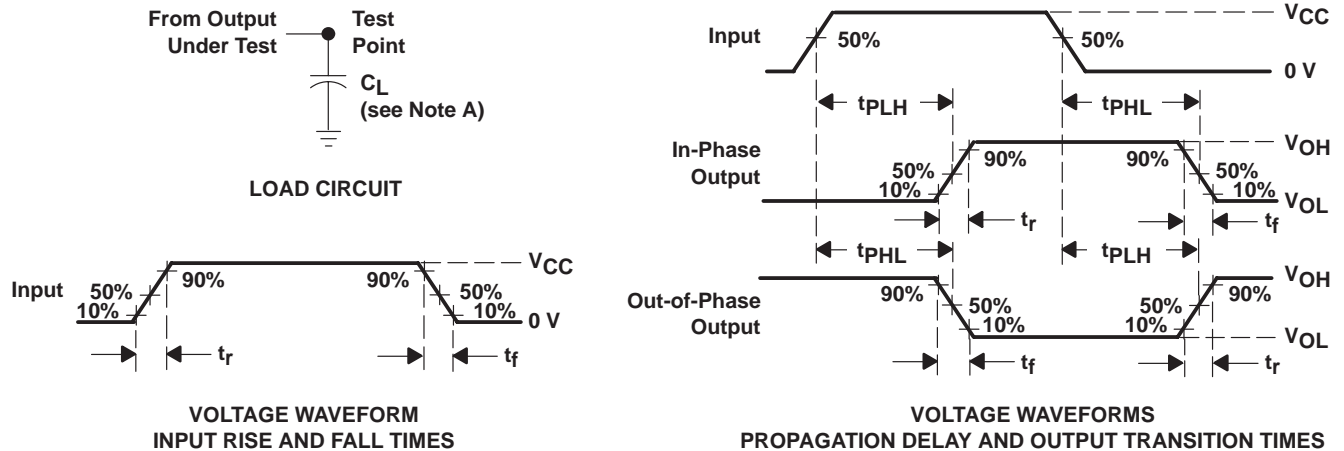 From Output
Under Test
Test
Point
CL
(see Note A)
LOAD CIRCUIT
Input
50%
10%
90%
90%
50%
10%
VCC
0 V
tr
tf
VOLTAGE WAVEFORM
INPUT RISE AND FALL TIMES
Input
50%
50%
VCC
0 V
tPLH
tPHL
In-Phase
Output
50%
10%
90%
90%
50%
10%
VOH
VOL
tr
tf
tPHL
tPLH
Out-of-Phase
Output
90%
50%
10%
50%
10%
90%
VOH
VOL
tf
tr
VOLTAGE WAVEFORMS
PROPAGATION DELAY AND OUTPUT TRANSITION TIMES